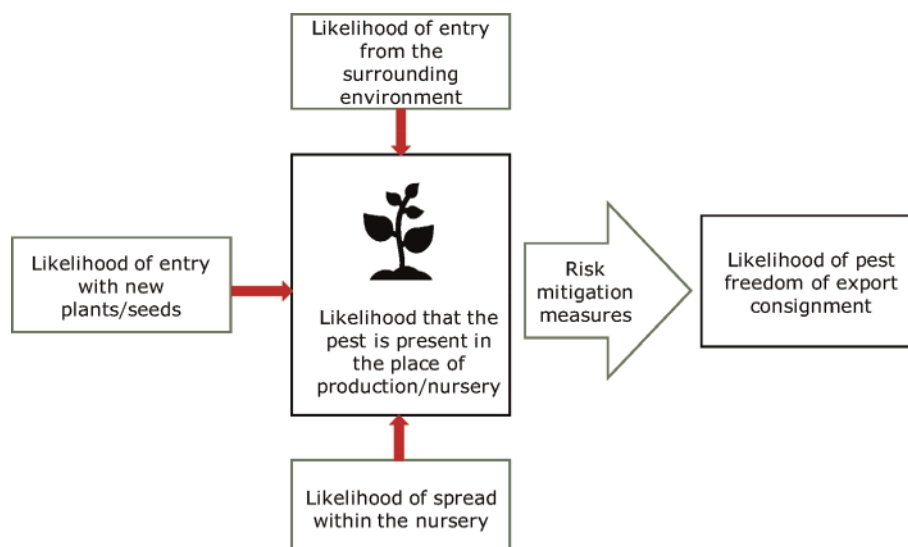 Likelihood of entry
from the
surrounding
environment
Likelihood of entry
with new
plants/seeds
Likelihood that the
pest is present in
the place of
production/nursery
Risk
mitigation
measures
Likelihood of pest
freedom of export
consignment
Likelihood of spread
within the nursery